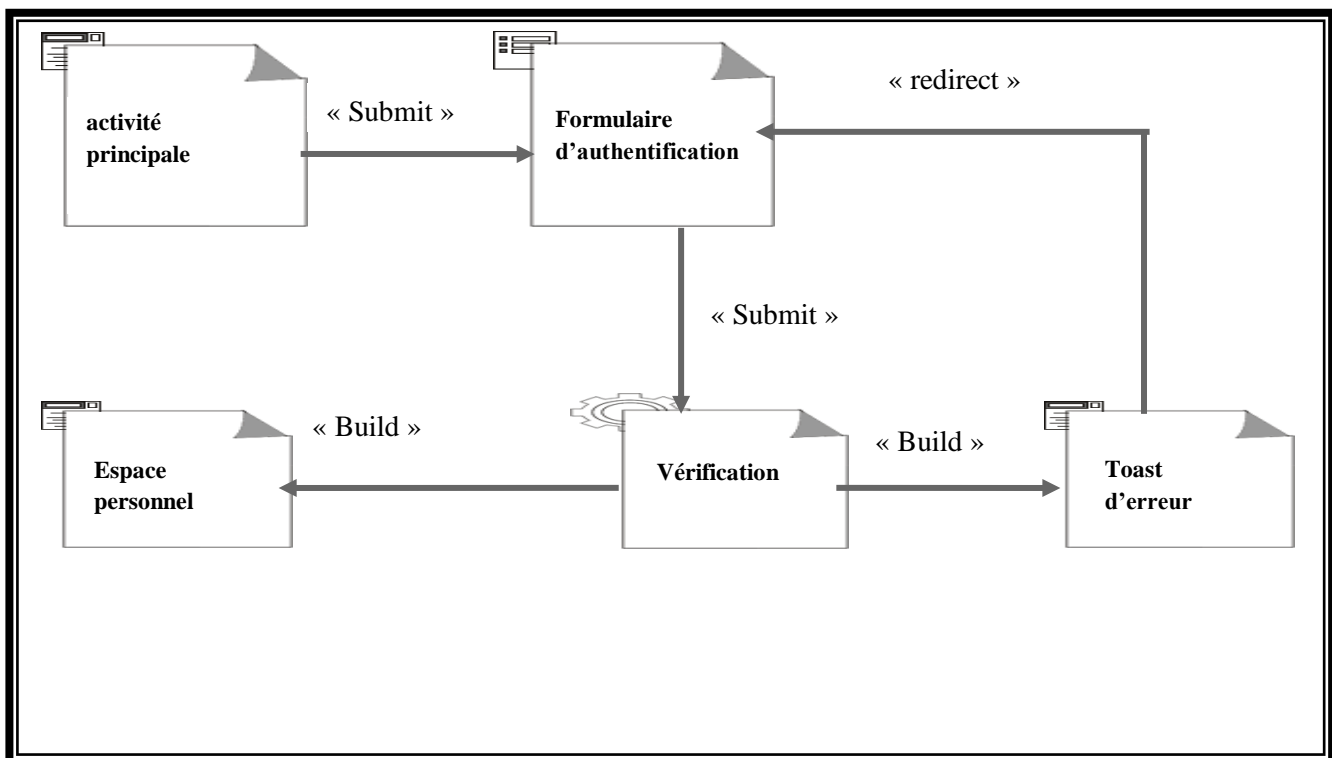 activité
principale
« Submit »
Formulaire
d’authentification
« redirect »
« Submit »
Espace
personnel
« Build »
Vérification
« Build »
Toast
d’erreur